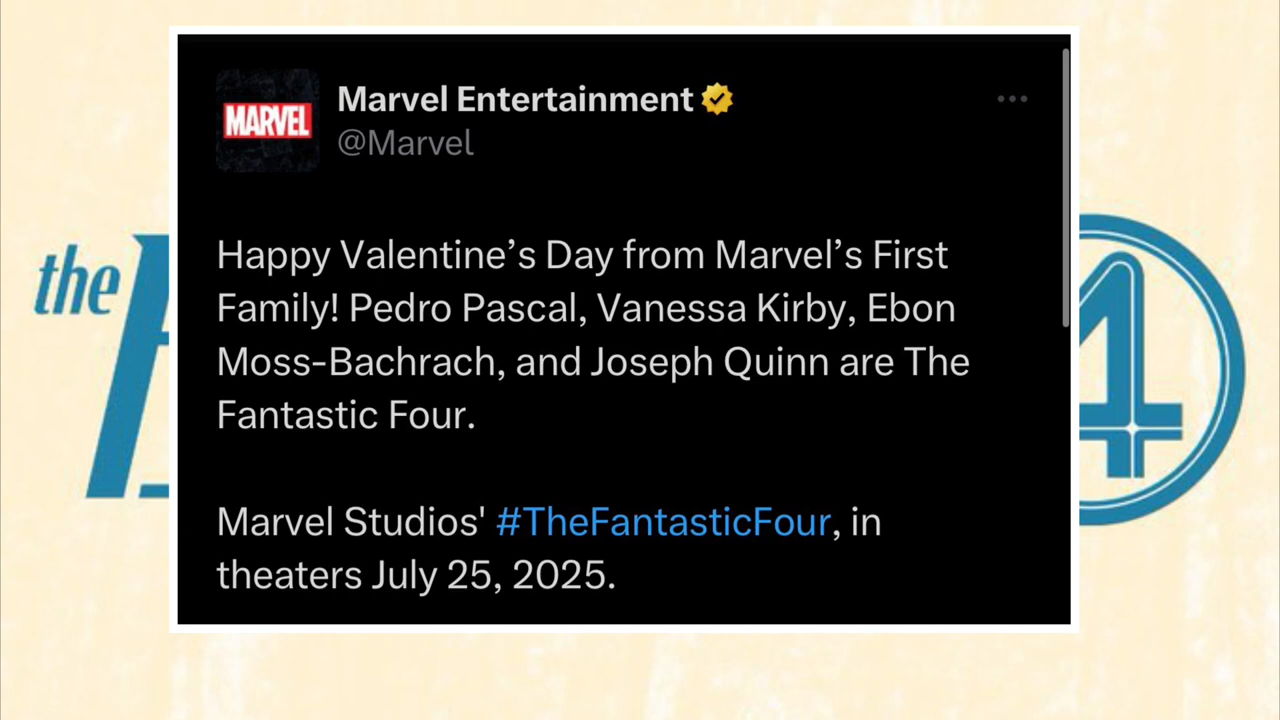 MARVEL
Marvel Entertainment
@Marvel
Happy Valentine’s Day from Marvel’s First
Family! Pedro Pascal, Vanessa Kirby, Ebon
Moss-Bachrach, and Joseph Quinn are The
Fantastic Four.
Marvel Studios' #TheFantasticFour, in
theaters July 25, 2025.
the
4